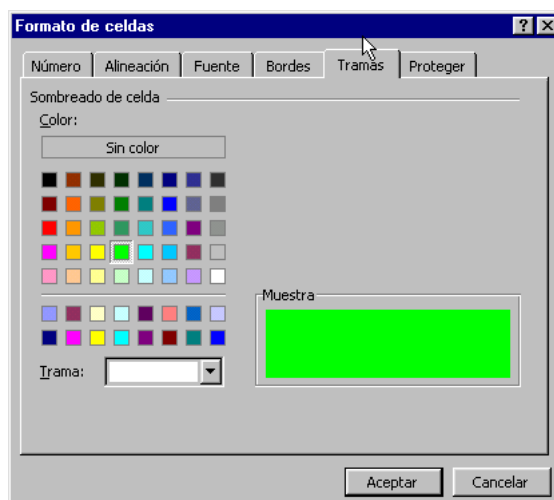 Formato de celdas
Número Alineación Fuente Bordes Tramas Proteger
Sombreado de celda
Color:
Sin color
Muestra
Trama:
Aceptar Cancelar